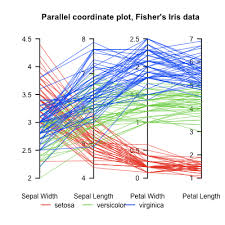 Parallel coordinate plot, Fisher's Iris data
4.5 8 2.5 7
4 2 6
3.5 7 1.5 5
3 6 1 4
2.5 5 0.5 3
2 4 0 2
1
Sepal Width Sepal Length Petal Width Petal Length
setosa versicolor virginica